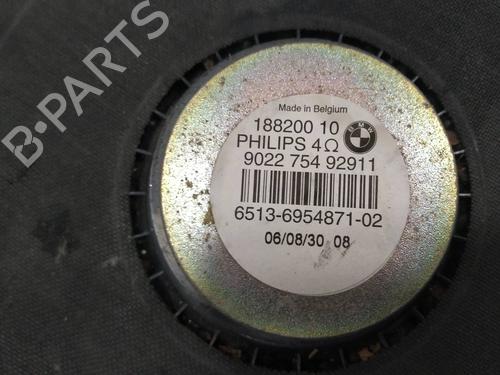 B-PARTS
Made in Belgium
188200 10
BMW
PHILIPS 4Ω
9022 754 92911
6513-6954871-02
06/08/30 08